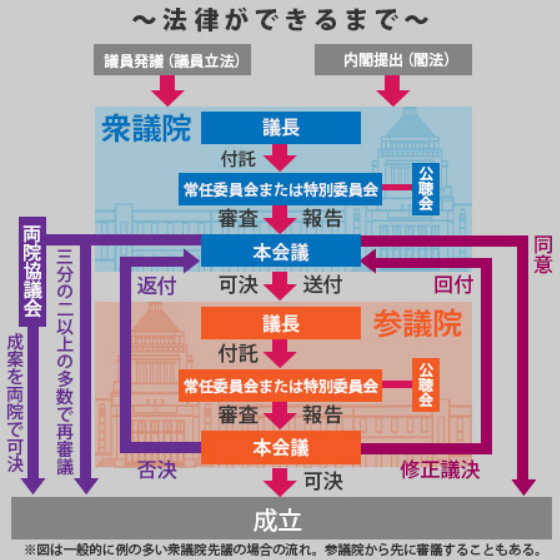 ～法律ができるまで～
議員発議（議員立法）
内閣提出（閣法）
衆議院
議長
付託
常任委員会または特別委員会
公聴会
審査
報告
本会議
両院協議会
同意
三分の二以上の多数で再審議
返付
可決
送付
回付
議長
参議院
付託
成案を両院で可決
常任委員会または特別委員会
公聴会
審査
報告
本会議
否決
修正議決
可決
成立
※図は一般的に例の多い衆議院先議の場合の流れ。参議院から先に審議することもある。